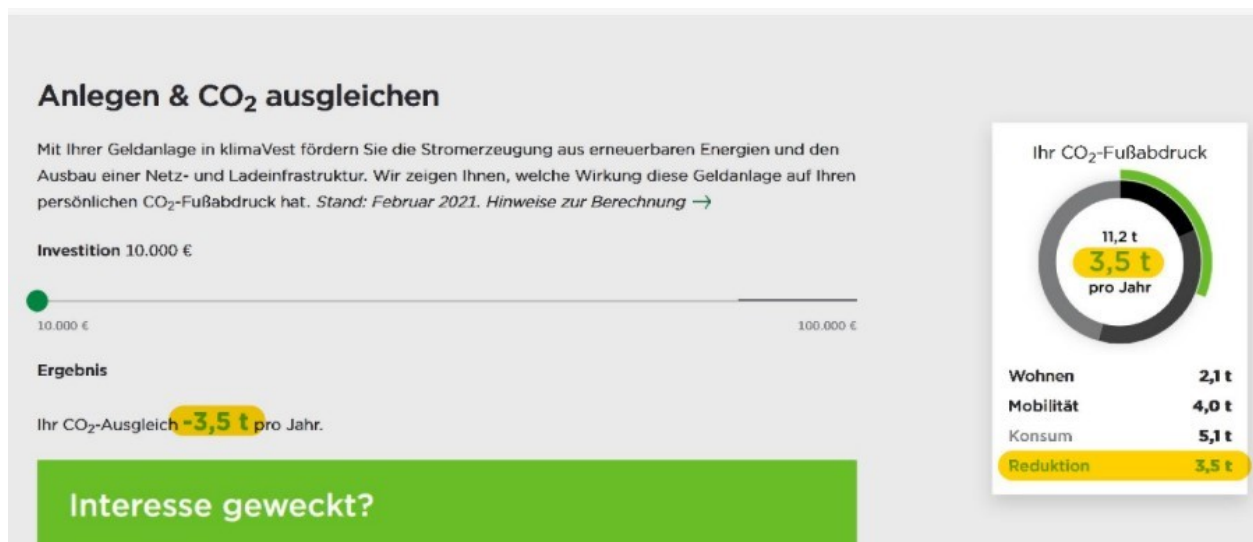 Anlegen & CO₂ ausgleichen
Mit Ihrer Geldanlage in klimaVest fördern Sie die Stromerzeugung aus erneuerbaren Energien und den
Ausbau einer Netz- und Ladeinfrastruktur. Wir zeigen Ihnen, welche Wirkung diese Geldanlage auf Ihren
persönlichen CO₂-Fußabdruck hat. Stand: Februar 2021. Hinweise zur Berechnung →
Investition 10.000 €
10.000 €
100.000 €
Ergebnis
Ihr CO₂-Ausgleich -3,5 t pro Jahr.
Interesse geweckt?
Ihr CO₂-Fußabdruck
11,2 t
3,5 t
pro Jahr
Wohnen 2,1 t
Mobilität 4,0 t
Konsum 5,1 t
Reduktion 3,5 t